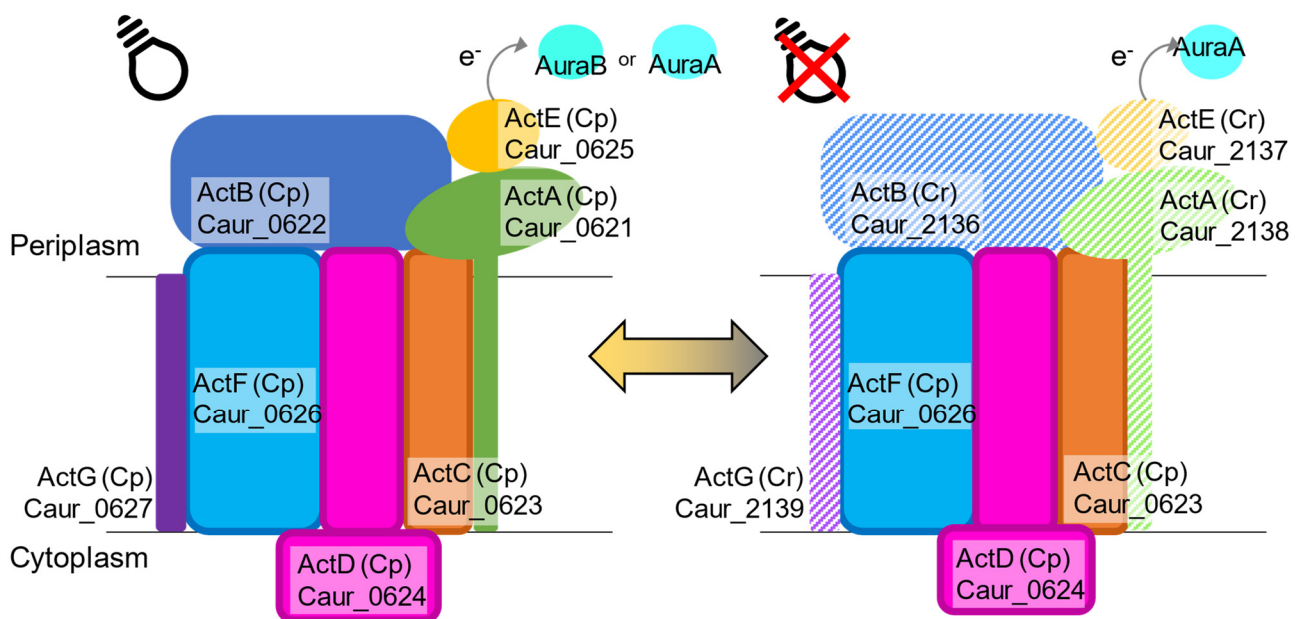 e-
AuraB or AuraA
ActE (Cp)
Caur_0625
ActB (Cp)
Caur_0622
ActA (Cp)
Caur_0621
Periplasm
ActF (Cp)
Caur_0626
ActG (Cp)
Caur_0627
ActC (Cp)
Caur_0623
Cytoplasm
ActD (Cp)
Caur_0624
e-
AuraA
ActE (Cr)
Caur_2137
ActB (Cr)
Caur_2136
ActA (Cr)
Caur_2138
ActF (Cp)
Caur_0626
ActG (Cr)
Caur_2139
ActC (Cp)
Caur_0623
ActD (Cp)
Caur_0624